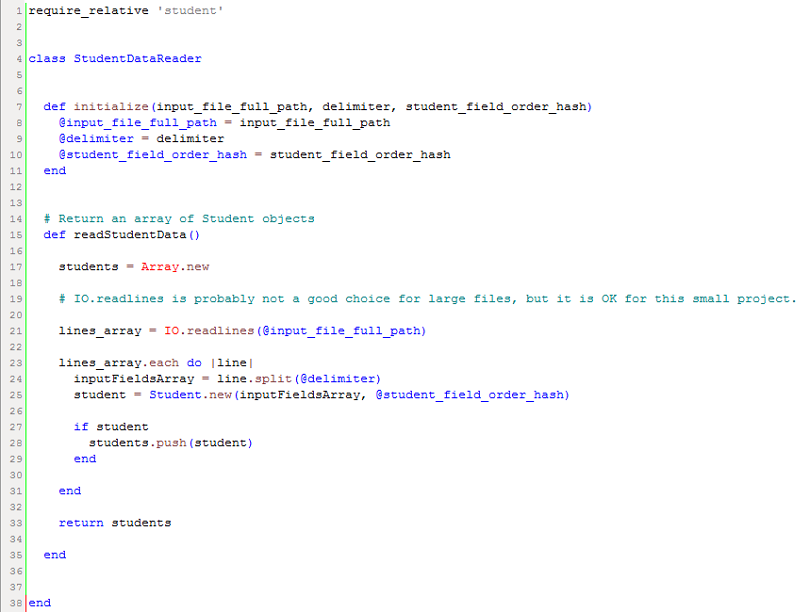 1 require_relative 'student'
2
3
4 class StudentDataReader
5
6
7 def initialize(input_file_full_path, delimiter, student_field_order_hash)
8 @input_file_full_path = input_file_full_path
9 @delimiter = delimiter
10 @student_field_order_hash = student_field_order_hash
11 end
12
13
14 # Return an array of Student objects
15 def readStudentData()
16
17 students = Array.new
18
19 # IO.readlines is probably not a good choice for large files, but it is OK for this small project.
20
21 lines_array = IO.readlines(@input_file_full_path)
22
23 lines_array.each do |line|
24 inputFieldsArray = line.split(@delimiter)
25 student = Student.new(inputFieldsArray, @student_field_order_hash)
26
27 if student
28 students.push(student)
29 end
30
31 end
32
33 return students
34
35 end
36
37
38 end